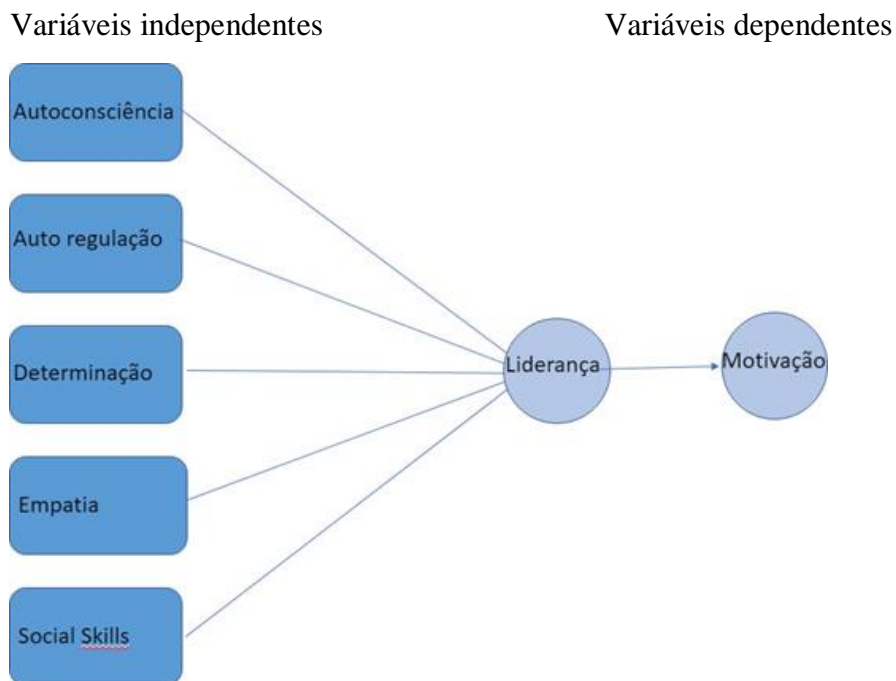 Variáveis independentes
Variáveis dependentes
Autoconsciência
Auto regulação
Determinação
Liderança
Motivação
Empatia
Social Skills